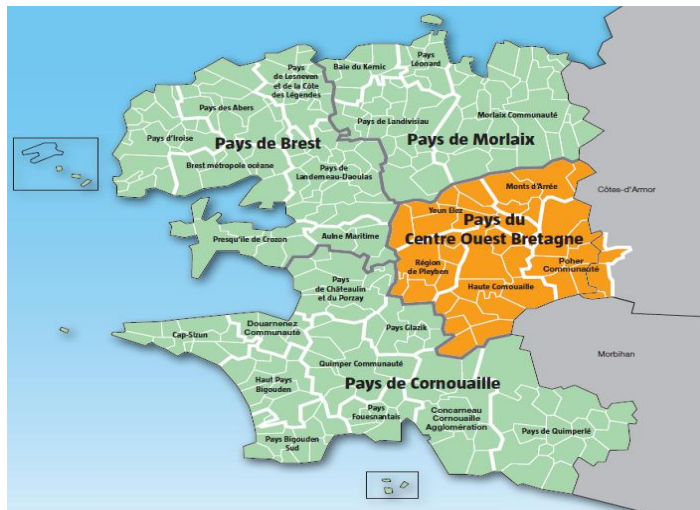 Pays
de Lesneven
et de la Côte
des Légendes
Baie du Kernic
Pays
Léonard
Pays des Abers
Morlaix Communauté
Pays d'Iroise
Pays de Brest
Pays de Landivisiau
Pays de Morlaix
Brest métropole océane
Pays de
Landerneau-Daoulas
Monts d'Arrée
Côtes-d'Armor
Yeun Elez
Pays du
Centre Ouest Bretagne
Presqu'île de Crozon
Aulne Maritime
Région
de Pleyben
Poher
Communauté
Haute Cornouaille
Pays
de Châteaulin
et du Porzay
Cap-Sizun
Douarnenez
Communauté
Pays Glazik
Morbihan
Quimper Communauté
Haut Pays
Bigouden
Pays de Cornouaille
Pays
Fouesnantais
Concarneau
Cornouaille
Agglomération
Pays de Quimperlé
Pays Bigouden
Sud